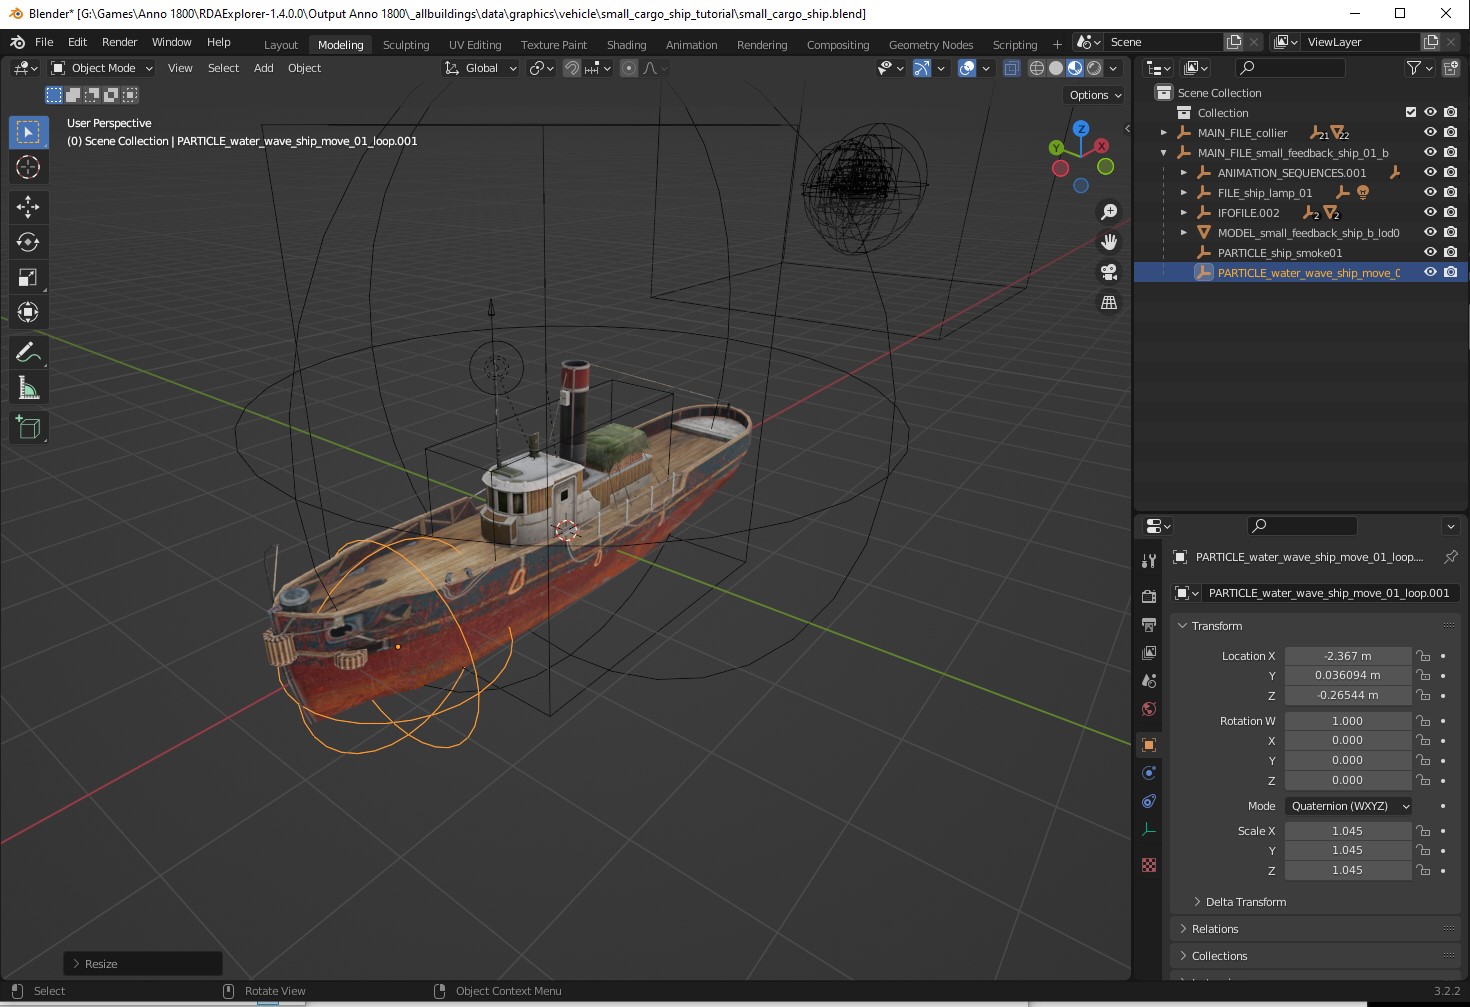 Blender* [G:\Games\Anno 1800\RDAExplorer-1.4.0.0\Output Anno 1800\_allbuildings\data\graphics\vehicle\small_cargo_ship_tutorial\small_cargo_ship.blend]
File Edit Render Window Help Layout Modeling Sculpting UV Editing Texture Paint Shading Animation Rendering Compositing Geometry Nodes Scripting + Scene ViewLayer
Object Mode View Select Add Object Global
Options
User Perspective
(0) Scene Collection | PARTICLE_water_wave_ship_move_01_loop.001
Z
Y
X
Scene Collection
Collection
MAIN_FILE_collier 21 22
MAIN_FILE_small_feedback_ship_01_b
ANIMATION_SEQUENCES.001
FILE_ship_lamp_01
IFOFILE.002 2 2
MODEL_small_feedback_ship_b_lod0
PARTICLE_ship_smoke01
PARTICLE_water_wave_ship_move_0
PARTICLE_water_wave_ship_move_01_loop....
PARTICLE_water_wave_ship_move_01_loop.001
Transform
Location X -2.367 m
Y 0.036094 m
Z -0.26544 m
Rotation W 1.000
X 0.000
Y 0.000
Z 0.000
Mode Quaternion (WXYZ)
Scale X 1.045
Y 1.045
Z 1.045
Delta Transform
Relations
Collections
Resize
Select Rotate View Object Context Menu 3.2.2